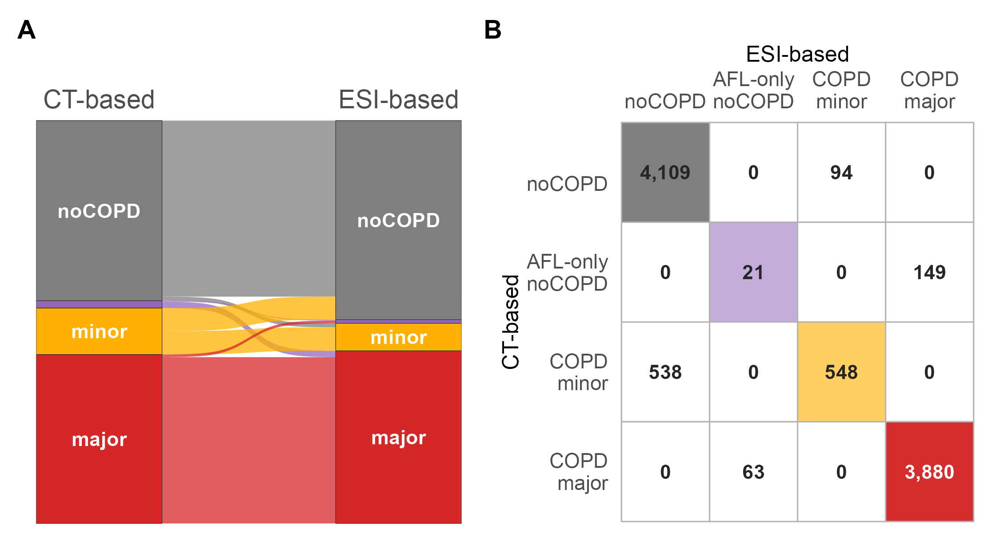 A
CT-based
ESI-based
noCOPD
noCOPD
minor
minor
major
major
B
ESI-based
noCOPD
AFL-only
noCOPD
COPD
minor
COPD
major
CT-based
noCOPD
4,109
0
94
0
AFL-only
noCOPD
0
21
0
149
COPD
minor
538
0
548
0
COPD
major
0
63
0
3,880